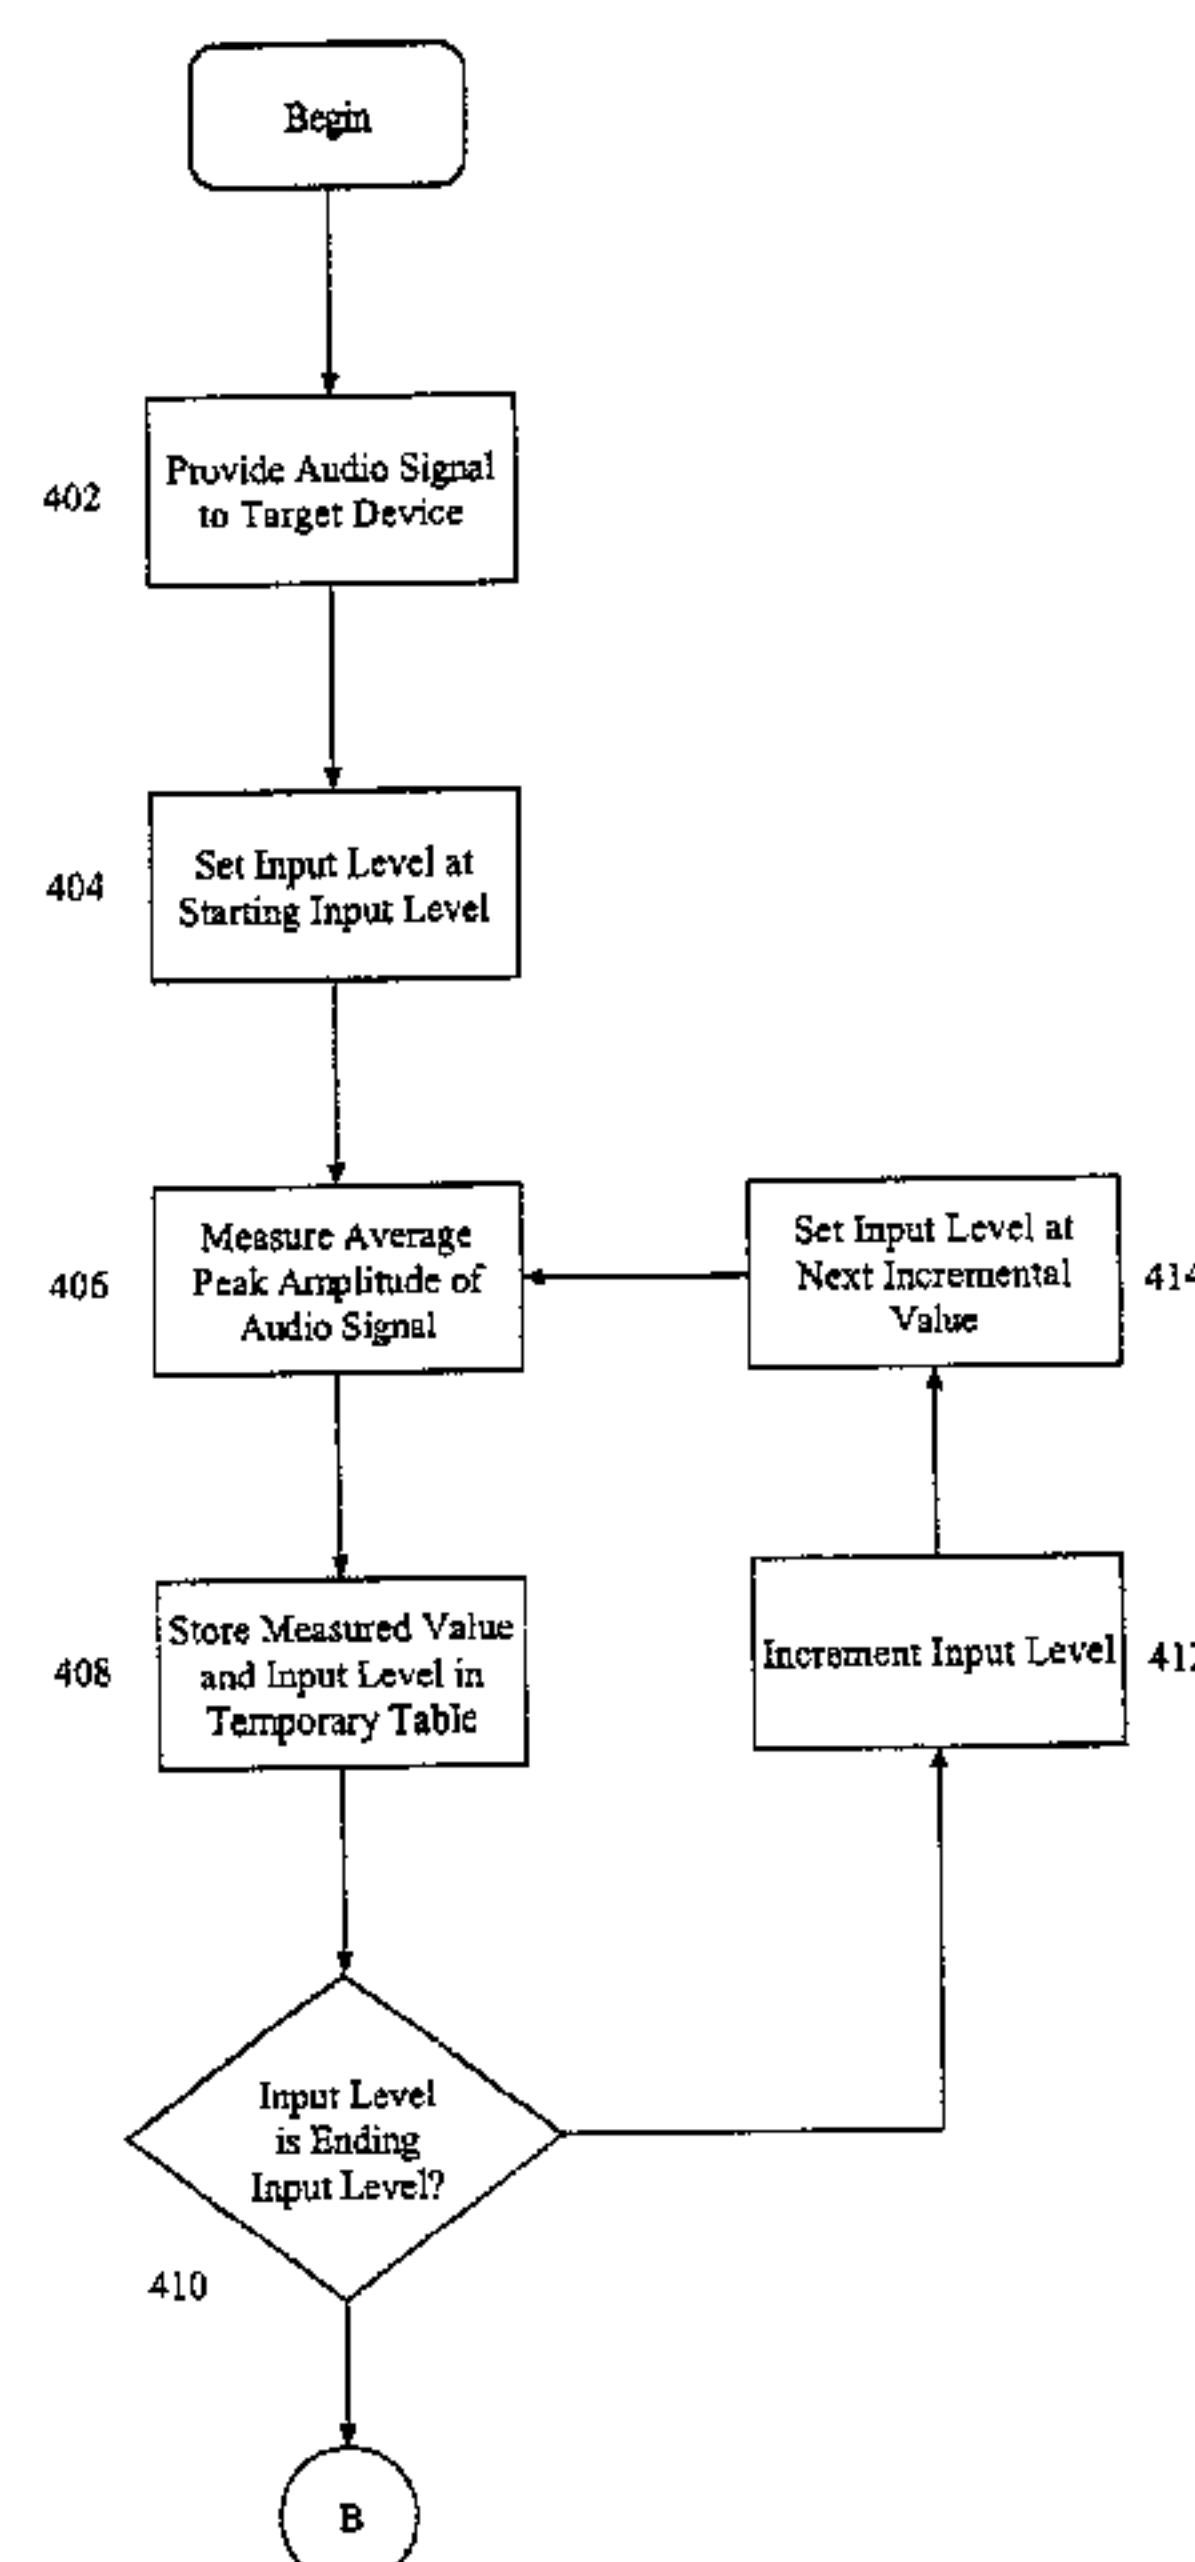 Begin
402
Provide Audio Signal
to Target Device
404
Set Input Level at
Starting Input Level
406
Measure Average
Peak Amplitude of
Audio Signal
Set Input Level at
Next Incremental
Value
414
408
Store Measured Value
and Input Level in
Temporary Table
Increment Input Level
412
Input Level
is Ending
Input Level?
410
B